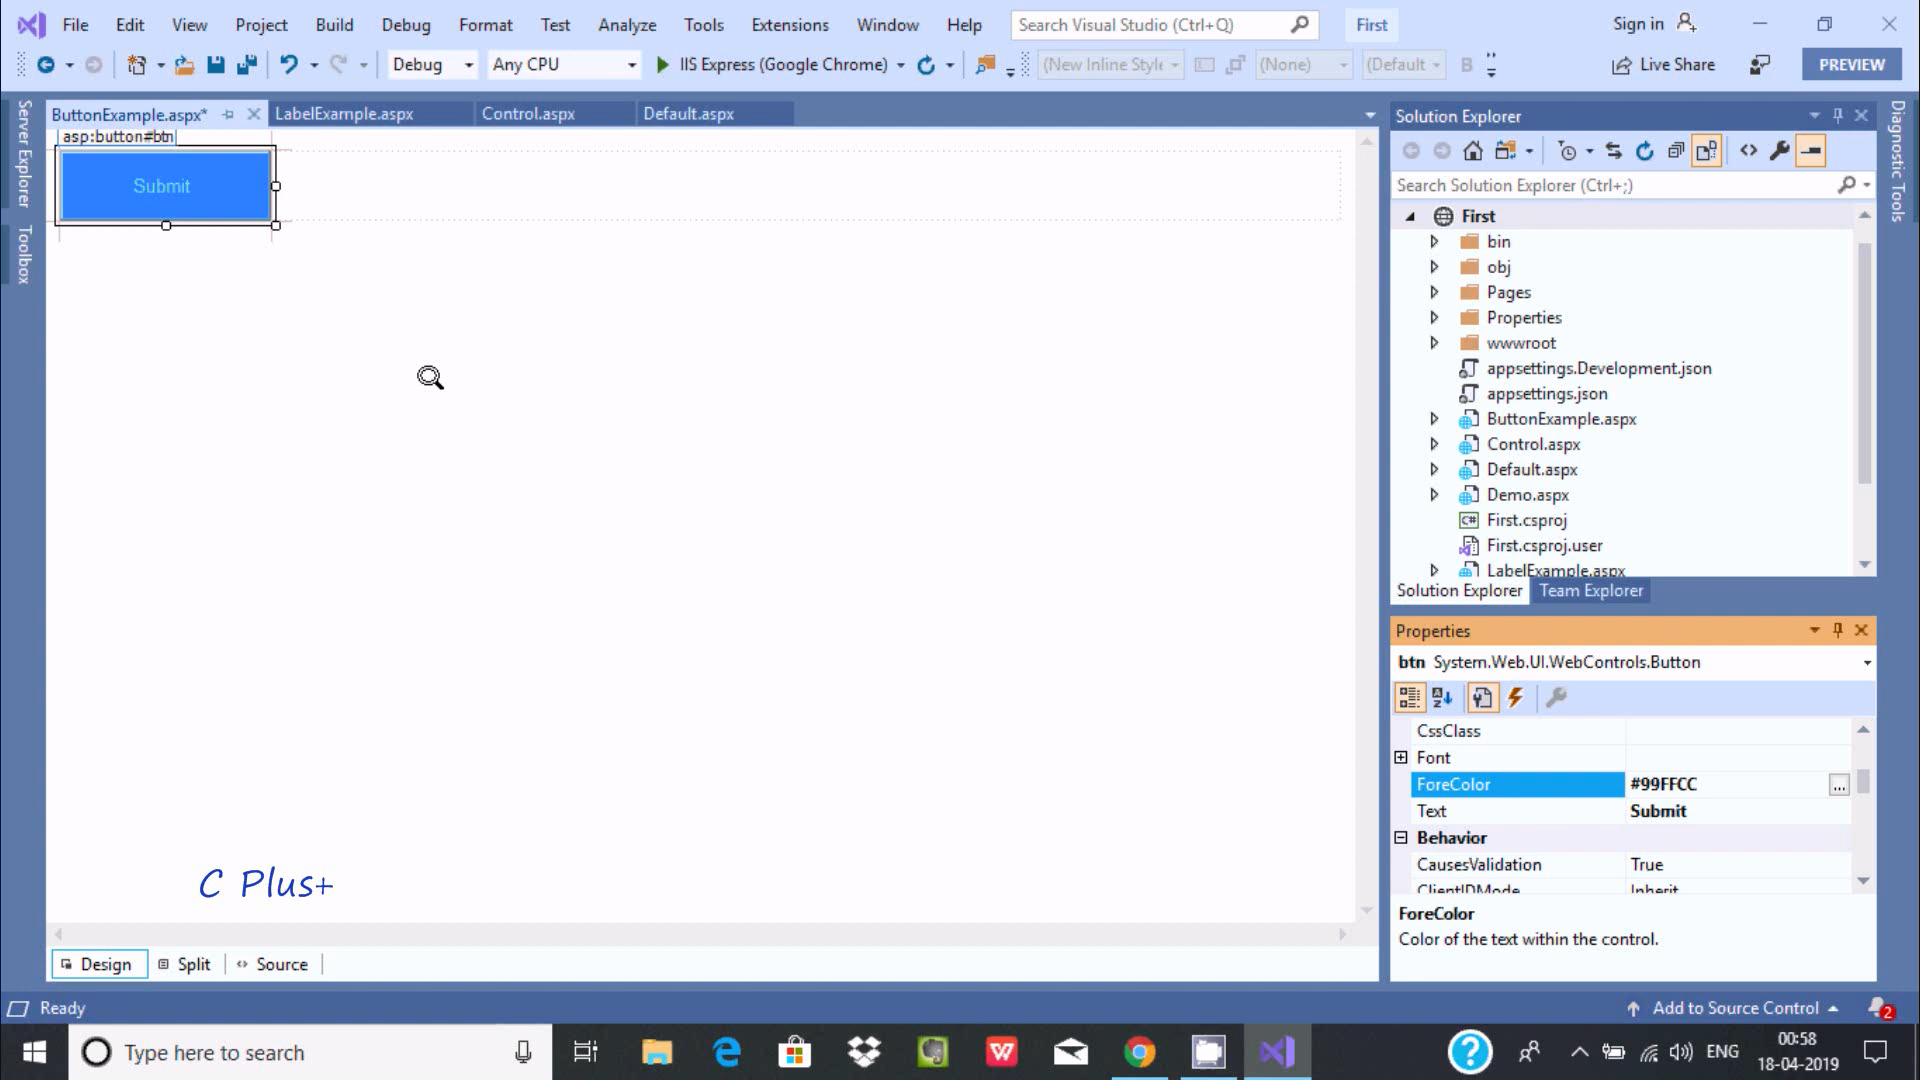 File Edit View Project Build Debug Format Test Analyze Tools Extensions Window Help Search Visual Studio (Ctrl+Q) First Sign in
Debug Any CPU IIS Express (Google Chrome) (New Inline Style (None) (Default B Live Share PREVIEW
ButtonExample.aspx* LabelExample.aspx Control.aspx Default.aspx
asp:button#btn
Submit
Server Explorer
Toolbox
C Plus+
Design Split Source
Solution Explorer
Search Solution Explorer (Ctrl+;)
First
bin
obj
Pages
Properties
wwwroot
appsettings.Development.json
appsettings.json
ButtonExample.aspx
Control.aspx
Default.aspx
Demo.aspx
C# First.csproj
First.csproj.user
LabelExample.aspx
Solution Explorer Team Explorer
Diagnostic Tools
Properties
btn System.Web.UI.WebControls.Button
CssClass
Font
ForeColor #99FFCC ...
Text Submit
Behavior
CausesValidation True
ClientIDMode Inherit
ForeColor
Color of the text within the control.
Ready Add to Source Control 2
Type here to search ENG 00:58
18-04-2019